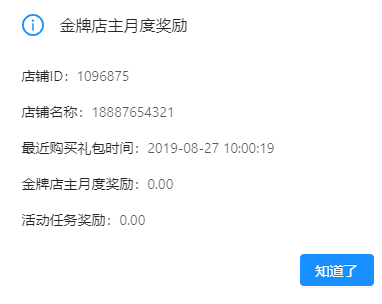 金牌店主月度奖励
店铺ID：1096875
店铺名称：18887654321
最近购买礼包时间：2019-08-27 10:00:19
金牌店主月度奖励：0.00
活动任务奖励：0.00
知道了